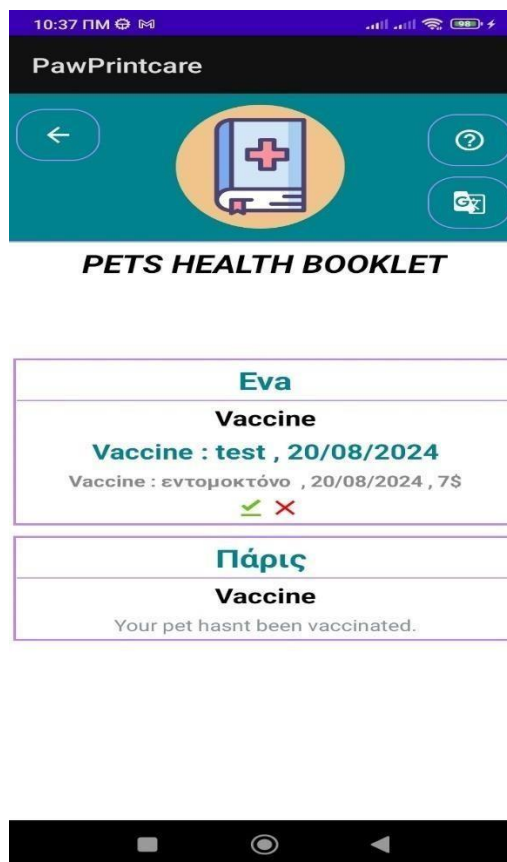 10:37 ΠΜ 98
PawPrintcare
PETS HEALTH BOOKLET
Eva
Vaccine
Vaccine : test , 20/08/2024
Vaccine : εντομοκτόνο , 20/08/2024 , 7$
Πάρις
Vaccine
Your pet hasnt been vaccinated.